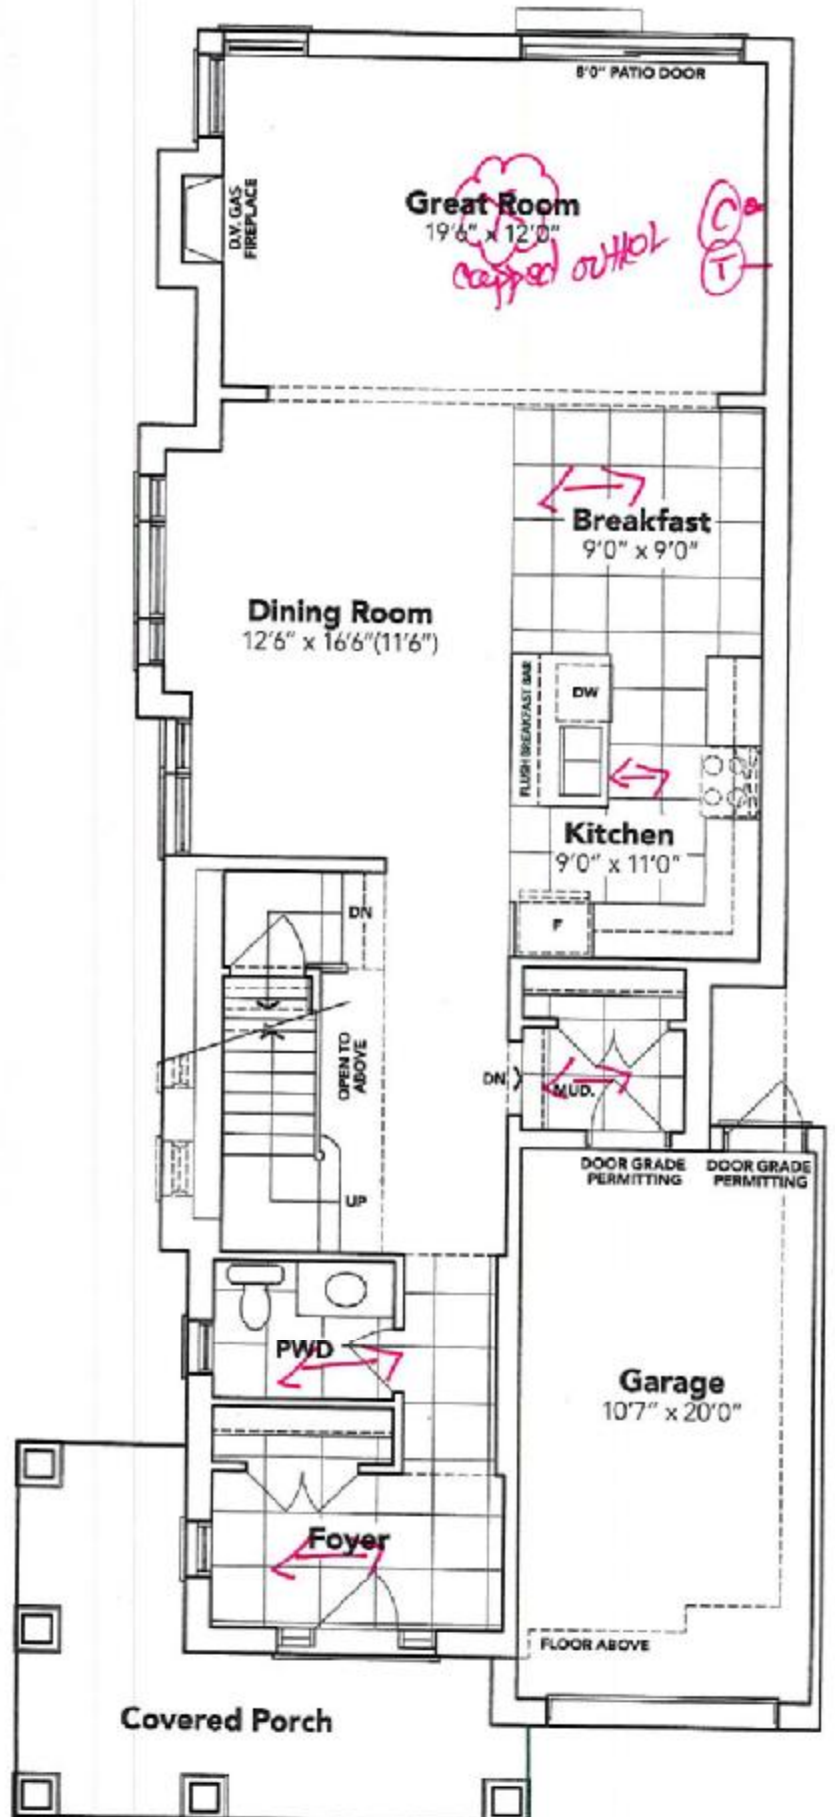 8'0" PATIO DOOR
D.V. GAS
FIREPLACE
Great Room
19'6" x 12'0"
capped outlet
C
T
Breakfast
9'0" x 9'0"
Dining Room
12'6" x 16'6"(11'6")
FLUSH BREAKFAST BAR
DW
Kitchen
9'0" x 11'0"
F
DN
OPEN TO
ABOVE
DN
MUD.
UP
DOOR GRADE
PERMITTING
DOOR GRADE
PERMITTING
PWD
Garage
10'7" x 20'0"
Foyer
FLOOR ABOVE
Covered Porch